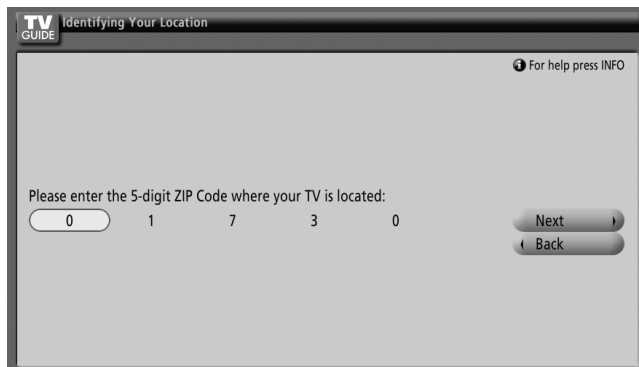 TV
GUIDE
Identifying Your Location
For help press INFO
Please enter the 5-digit ZIP Code where your TV is located:
0 1 7 3 0
Next
Back